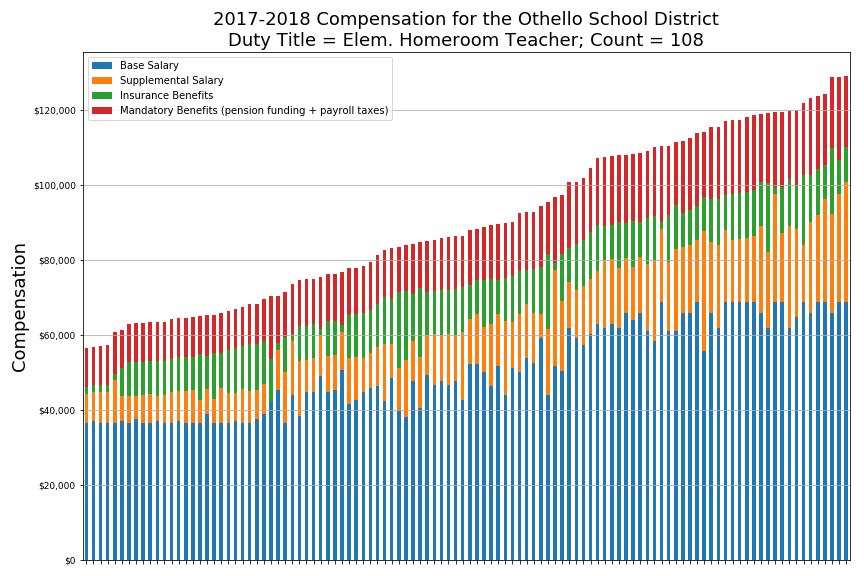 2017-2018 Compensation for the Othello School District
Duty Title = Elem. Homeroom Teacher; Count = 108
Base Salary
Supplemental Salary
Insurance Benefits
Mandatory Benefits (pension funding + payroll taxes)
$120,000
$100,000
$80,000
$60,000
$40,000
$20,000
$0
Compensation